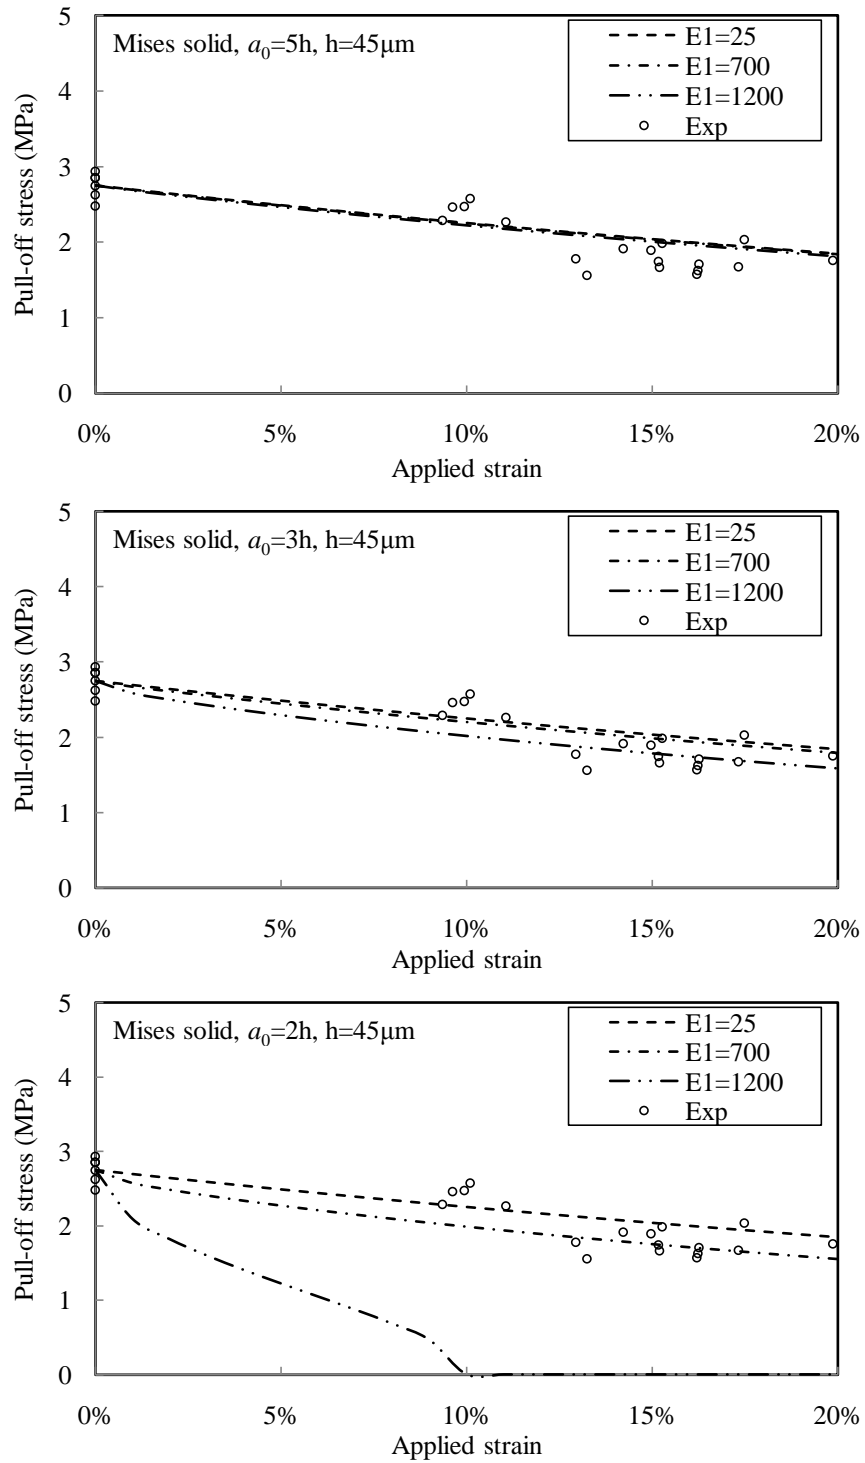 Mises solid, a0=5h, h=45μm
E1=25
E1=700
E1=1200
Exp
Pull-off stress (MPa)
5
4
3
2
1
0
0% 5% 10% 15% 20%
Applied strain
Mises solid, a0=3h, h=45μm
E1=25
E1=700
E1=1200
Exp
Pull-off stress (MPa)
5
4
3
2
1
0
0% 5% 10% 15% 20%
Applied strain
Mises solid, a0=2h, h=45μm
E1=25
E1=700
E1=1200
Exp
Pull-off stress (MPa)
5
4
3
2
1
0
0% 5% 10% 15% 20%
Applied strain